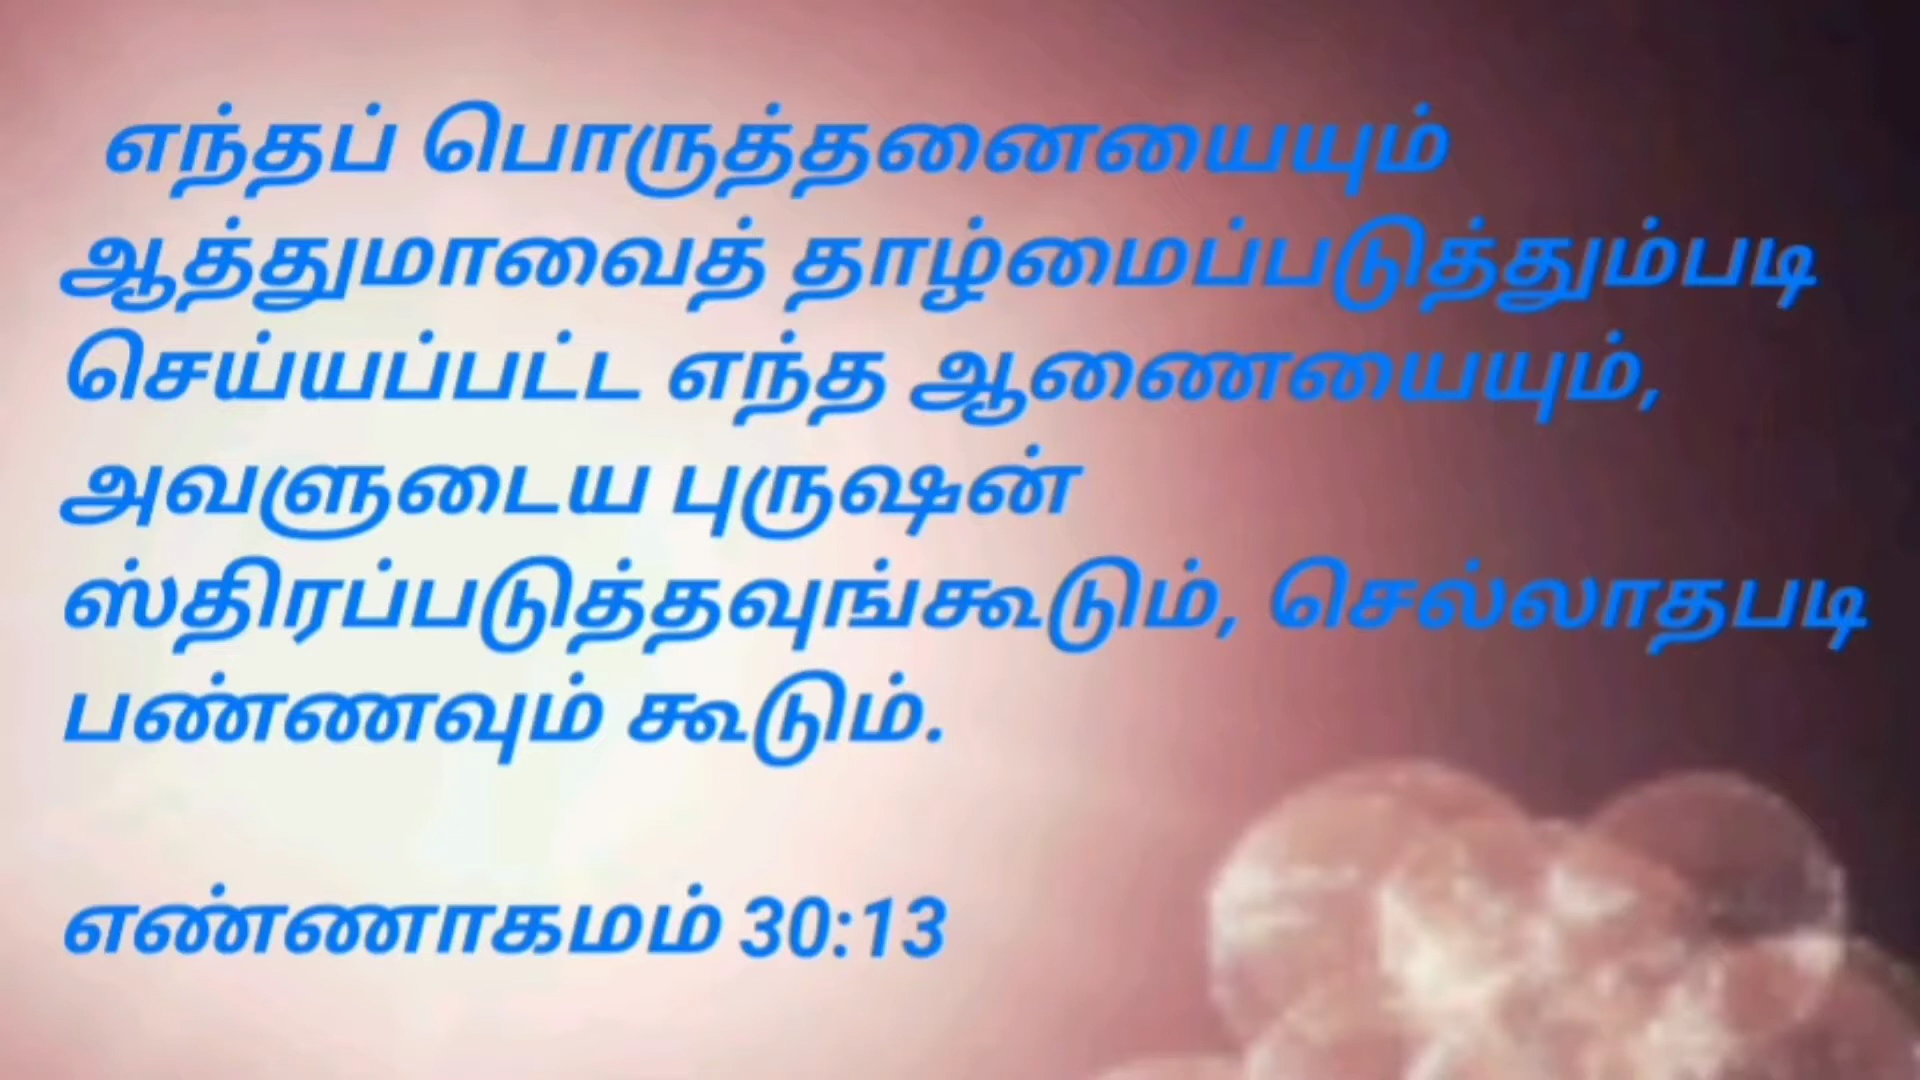 எந்தப் பொருத்தனையையும்
ஆத்துமாவைத் தாழ்மைப்படுத்தும்படி
செய்யப்பட்ட எந்த ஆணையையும்,
அவளுடைய புருஷன்
ஸ்திரப்படுத்தவுங்கூடும், செல்லாதபடி
பண்ணவும் கூடும்.
எண்ணாகமம் 30:13